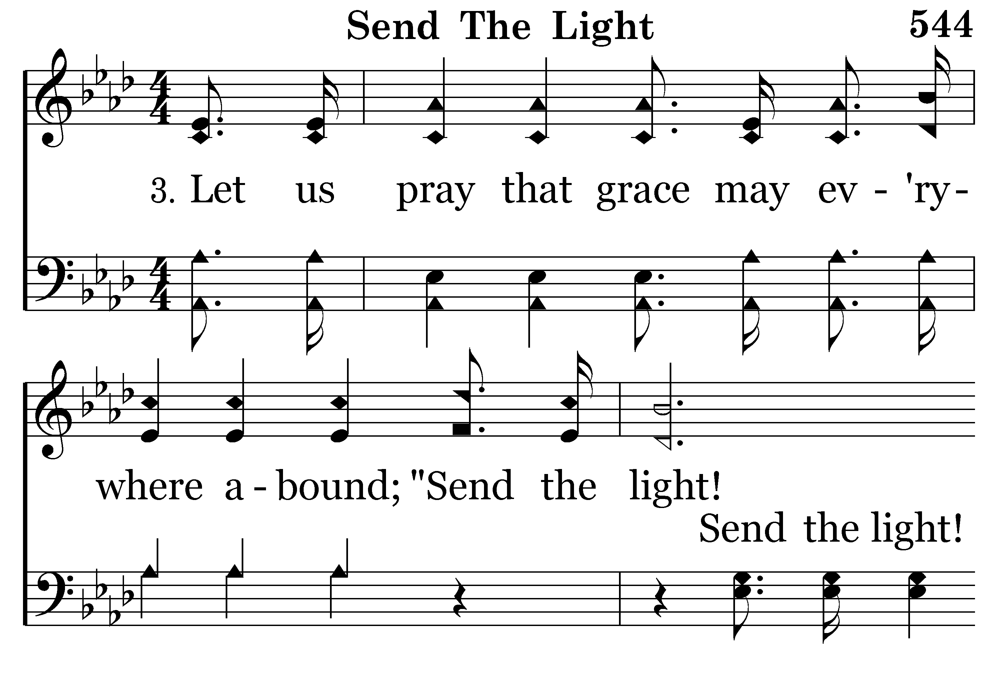 Send The Light 544
3. Let us pray that grace may ev - 'ry -
where a - bound; "Send the light!
Send the light!